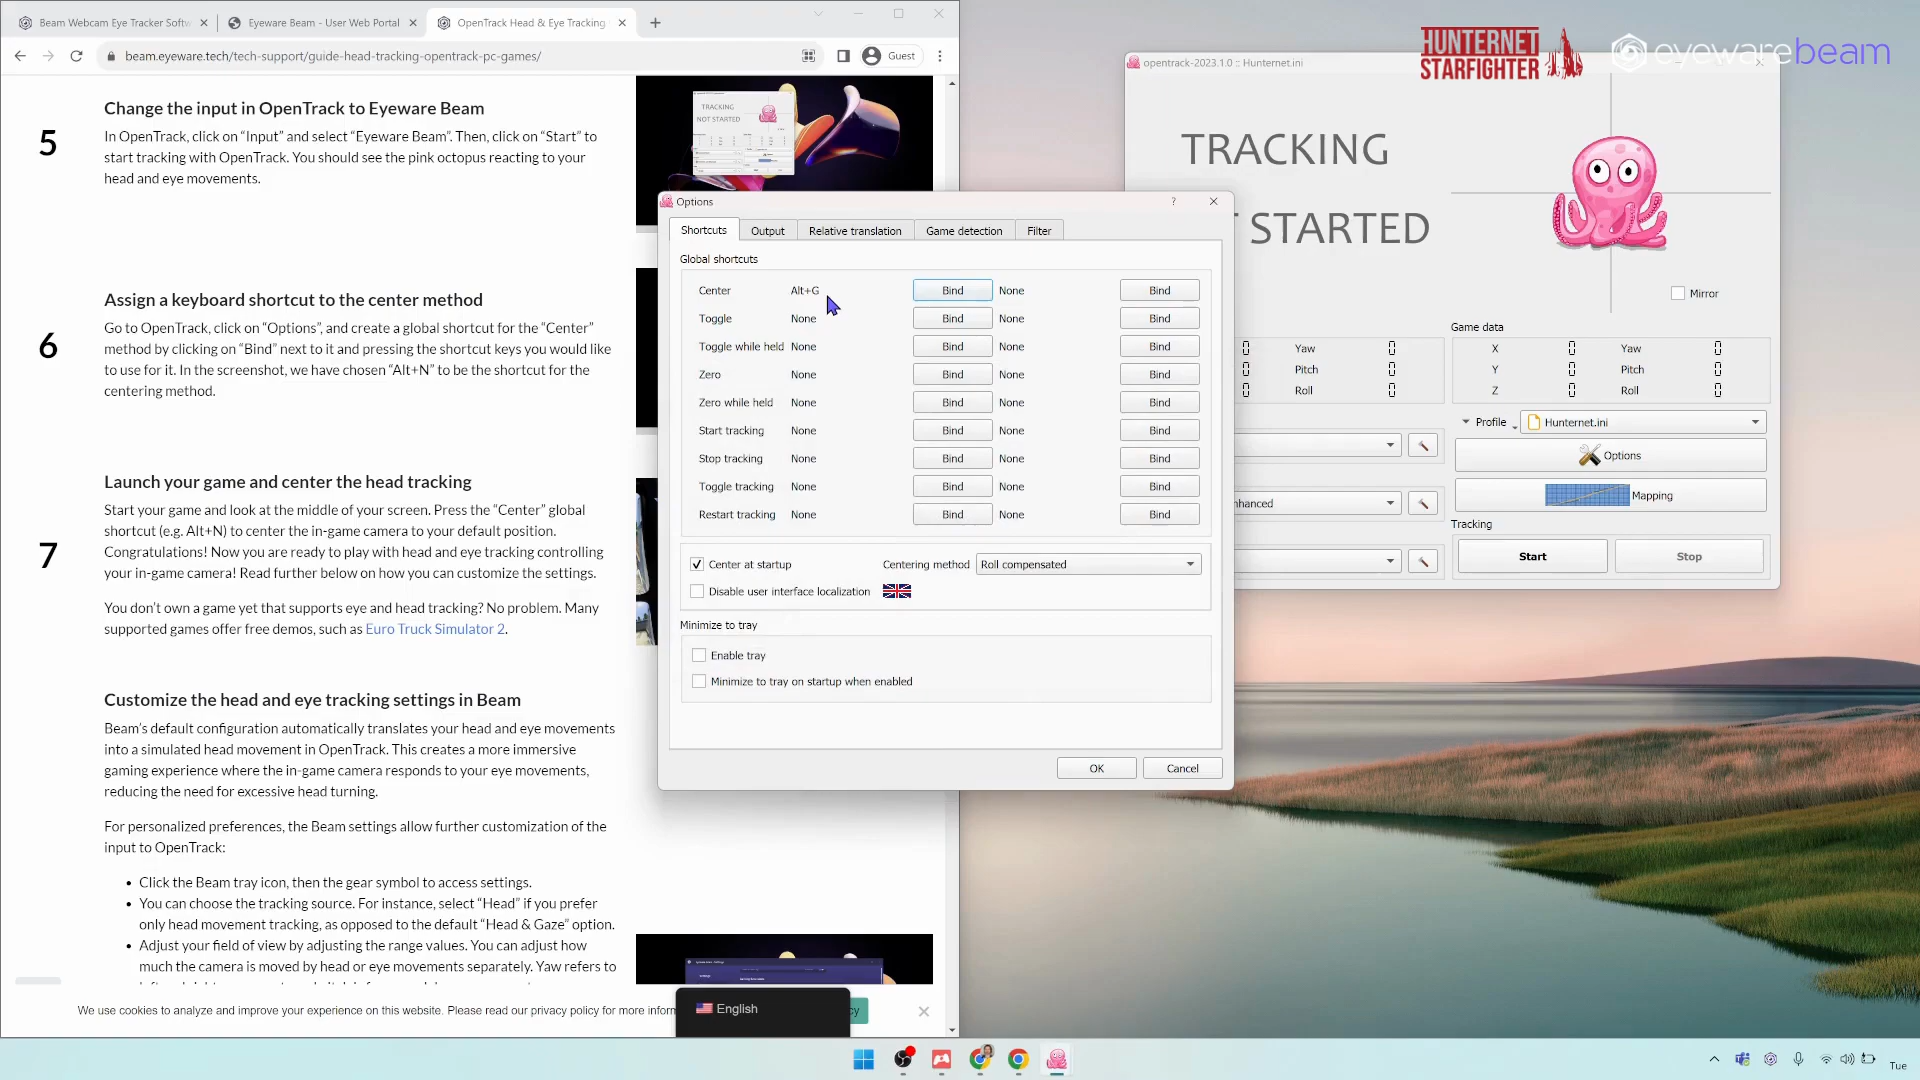 Beam Webcam Eye Tracker Softw
Eyeware Beam - User Web Portal
OpenTrack Head & Eye Tracking
beam.eyeware.tech/tech-support/guide-head-tracking-opentrack-pc-games/
Guest
HUNTERNET
STARFIGHTER
eyewarebeam
5
Change the input in OpenTrack to Eyeware Beam
In OpenTrack, click on “Input” and select “Eyeware Beam”. Then, click on “Start” to
start tracking with OpenTrack. You should see the pink octopus reacting to your
head and eye movements.
TRACKING
NOT STARTED
6
Assign a keyboard shortcut to the center method
Go to OpenTrack, click on “Options”, and create a global shortcut for the “Center”
method by clicking on “Bind” next to it and pressing the shortcut keys you would like
to use for it. In the screenshot, we have chosen “Alt+N” to be the shortcut for the
centering method.
7
Launch your game and center the head tracking
Start your game and look at the middle of your screen. Press the “Center” global
shortcut (e.g. Alt+N) to center the in-game camera to your default position.
Congratulations! Now you are ready to play with head and eye tracking controlling
your in-game camera! Read further below on how you can customize the settings.
You don’t own a game yet that supports eye and head tracking? No problem. Many
supported games offer free demos, such as Euro Truck Simulator 2.
Customize the head and eye tracking settings in Beam
Beam’s default configuration automatically translates your head and eye movements
into a simulated head movement in OpenTrack. This creates a more immersive
gaming experience where the in-game camera responds to your eye movements,
reducing the need for excessive head turning.
For personalized preferences, the Beam settings allow further customization of the
input to OpenTrack:
• Click the Beam tray icon, then the gear symbol to access settings.
• You can choose the tracking source. For instance, select “Head” if you prefer
only head movement tracking, as opposed to the default “Head & Gaze” option.
• Adjust your field of view by adjusting the range values. You can adjust how
much the camera is moved by head or eye movements separately. Yaw refers to
We use cookies to analyze and improve your experience on this website. Please read our privacy policy for more inform
English
cy
Options
?
Shortcuts
Output
Relative translation
Game detection
Filter
Global shortcuts
Center Alt+G Bind None Bind
Toggle None Bind None Bind
Toggle while held None Bind None Bind
Zero None Bind None Bind
Zero while held None Bind None Bind
Start tracking None Bind None Bind
Stop tracking None Bind None Bind
Toggle tracking None Bind None Bind
Restart tracking None Bind None Bind
Center at startup Centering method Roll compensated
Disable user interface localization
Minimize to tray
Enable tray
Minimize to tray on startup when enabled
OK Cancel
opentrack-2023.1.0 :: Hunternet.ini
TRACKING
T STARTED
Mirror
Game data
0 Yaw 0 X 0 Yaw 0
0 Pitch 0 Y 0 Pitch 0
0 Roll 0 Z 0 Roll 0
Profile Hunternet.ini
Options
Mapping
nhanced
Tracking
Start Stop
Tue